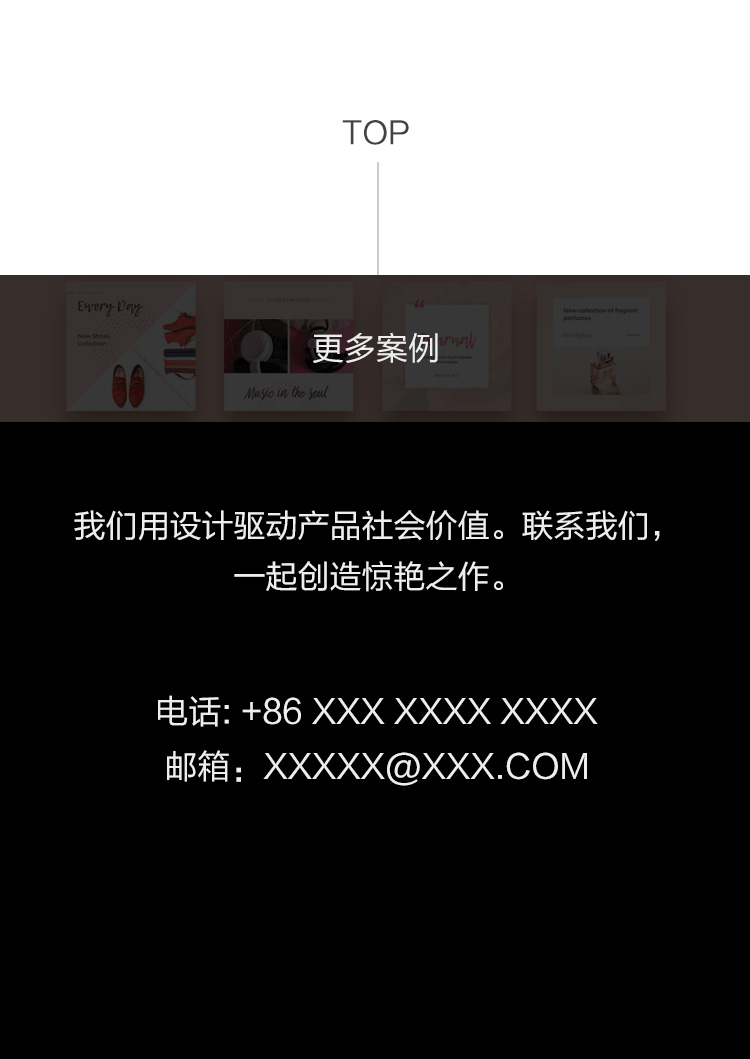 TOP
Every Day
New Shoes
Collection
Music in the soul
New collection of fragrant
perfumes
更多案例
我们用设计驱动产品社会价值。联系我们，
一起创造惊艳之作。
电话: +86 XXX XXXX XXXX
邮箱：XXXXX@XXX.COM